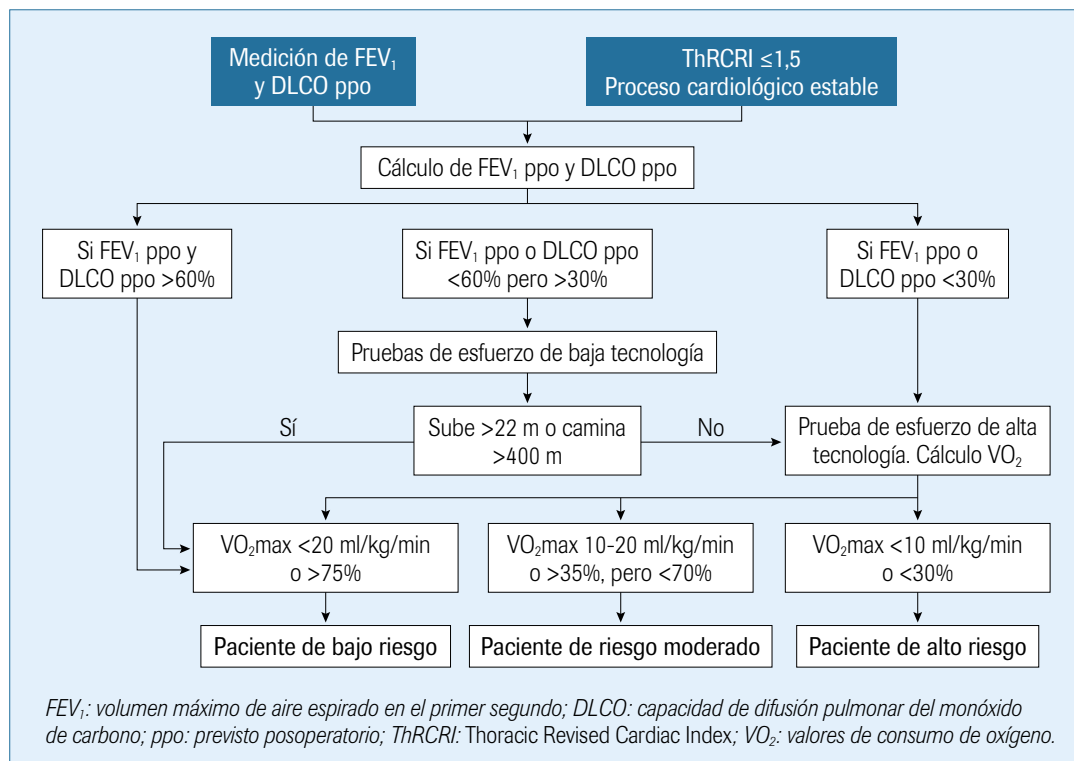 Medición de FEV₁
y DLCO ppo
ThRCRI ≤1,5
Proceso cardiológico estable
Cálculo de FEV₁ ppo y DLCO ppo
Si FEV₁ ppo y
DLCO ppo >60%
Si FEV₁ ppo o DLCO ppo
<60% pero >30%
Si FEV₁ ppo o
DLCO ppo <30%
Pruebas de esfuerzo de baja tecnología
Sí
Sube >22 m o camina
>400 m
No
Prueba de esfuerzo de alta
tecnología. Cálculo VO₂
VO₂max <20 ml/kg/min
o >75%
VO₂max 10-20 ml/kg/min
o >35%, pero <70%
VO₂max <10 ml/kg/min
o <30%
Paciente de bajo riesgo
Paciente de riesgo moderado
Paciente de alto riesgo
FEV₁: volumen máximo de aire espirado en el primer segundo; DLCO: capacidad de difusión pulmonar del monóxido
de carbono; ppo: previsto posoperatorio; ThRCRI: Thoracic Revised Cardiac Index; VO₂: valores de consumo de oxígeno.